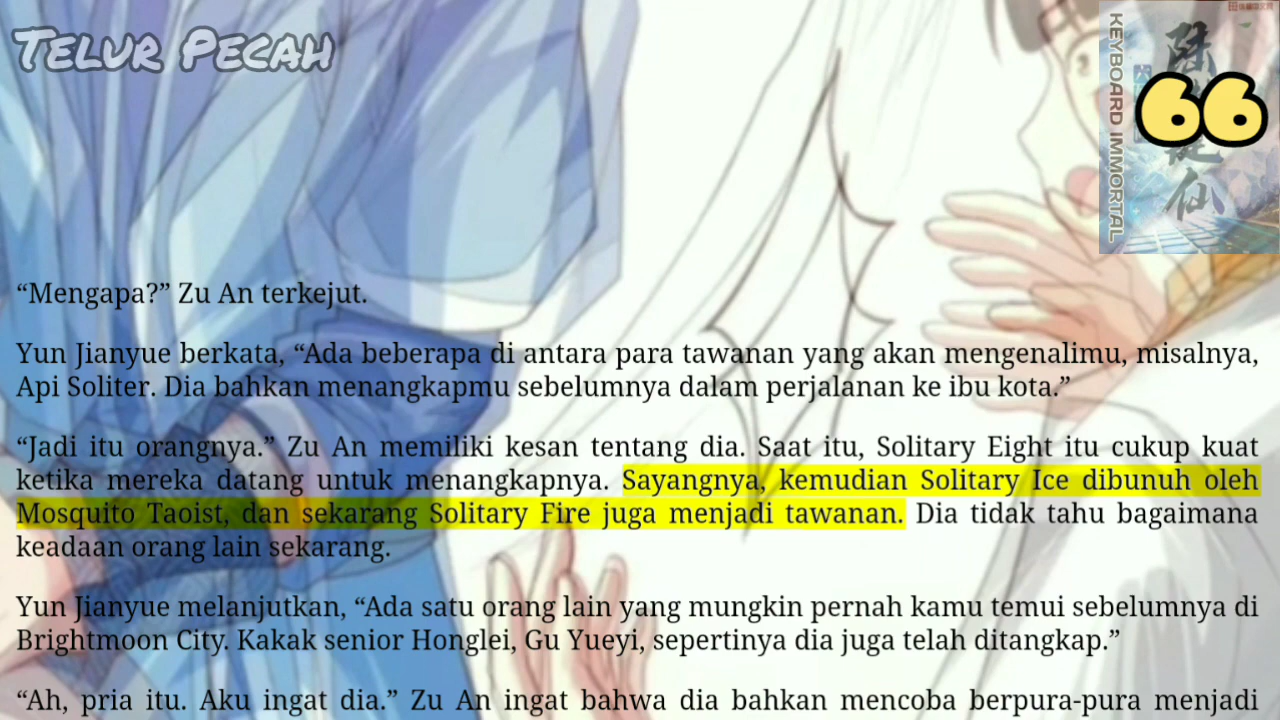 Telur Pecah
KEYBOARD IMMORTAL
66
“Mengapa?” Zu An terkejut.
Yun Jianyue berkata, “Ada beberapa di antara para tawanan yang akan mengenalimu, misalnya,
Api Soliter. Dia bahkan menangkapmu sebelumnya dalam perjalanan ke ibu kota.”
“Jadi itu orangnya.” Zu An memiliki kesan tentang dia. Saat itu, Solitary Eight itu cukup kuat
ketika mereka datang untuk menangkapnya. Sayangnya, kemudian Solitary Ice dibunuh oleh
Mosquito Taoist, dan sekarang Solitary Fire juga menjadi tawanan. Dia tidak tahu bagaimana
keadaan orang lain sekarang.
Yun Jianyue melanjutkan, “Ada satu orang lain yang mungkin pernah kamu temui sebelumnya di
Brightmoon City. Kakak senior Honglei, Gu Yueyi, sepertinya dia juga telah ditangkap.”
“Ah, pria itu. Aku ingat dia.” Zu An ingat bahwa dia bahkan mencoba berpura-pura menjadi